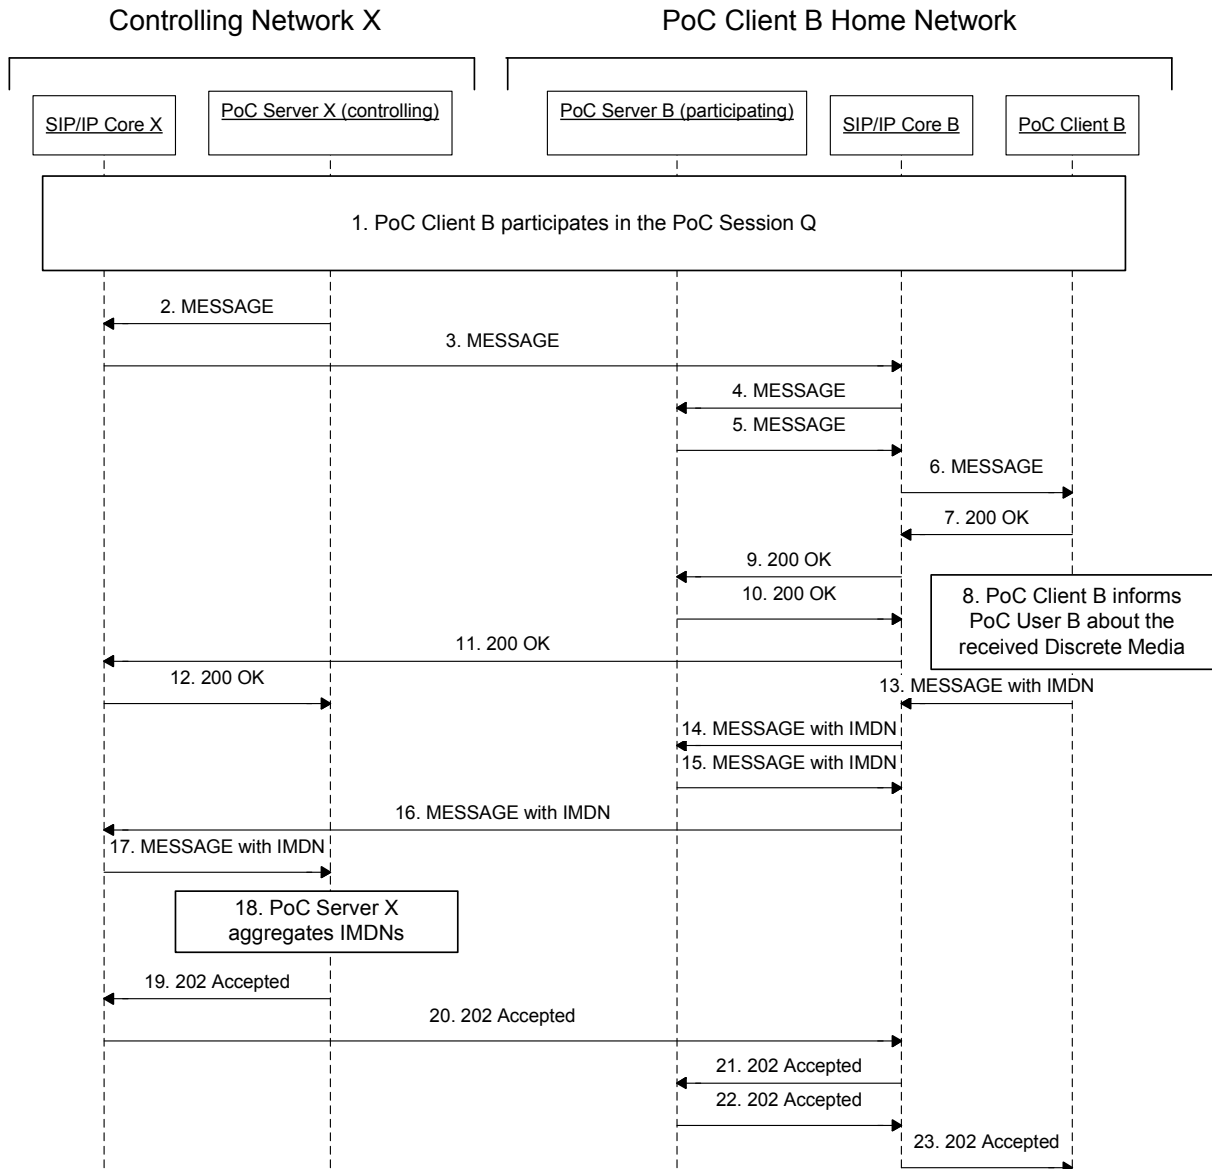 Controlling Network X
PoC Client B Home Network
SIP/IP Core X
PoC Server X (controlling)
PoC Server B (participating)
SIP/IP Core B
PoC Client B
1. PoC Client B participates in the PoC Session Q
2. MESSAGE
3. MESSAGE
4. MESSAGE
5. MESSAGE
6. MESSAGE
7. 200 OK
9. 200 OK
8. PoC Client B informs
PoC User B about the
received Discrete Media
10. 200 OK
11. 200 OK
12. 200 OK
13. MESSAGE with IMDN
14. MESSAGE with IMDN
15. MESSAGE with IMDN
16. MESSAGE with IMDN
17. MESSAGE with IMDN
18. PoC Server X
aggregates IMDNs
19. 202 Accepted
20. 202 Accepted
21. 202 Accepted
22. 202 Accepted
23. 202 Accepted